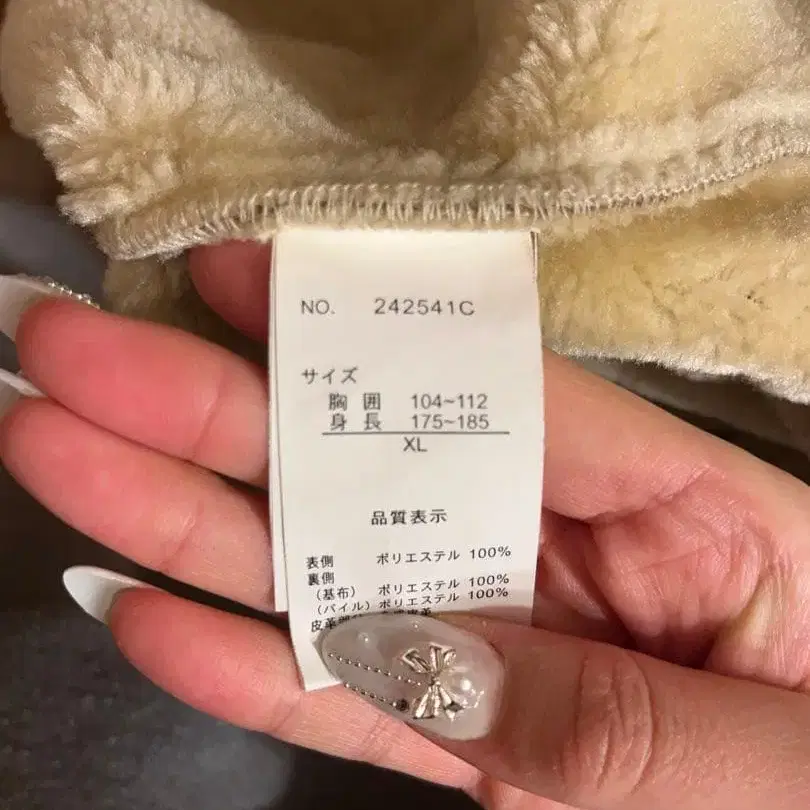 NO. 242541C
サイズ
胸囲 104~112
身長 175~185
XL
品質表示
表側 ポリエステル 100%
裏側
(基布) ポリエステル 100%
(パイル) ポリエステル 100%
皮革